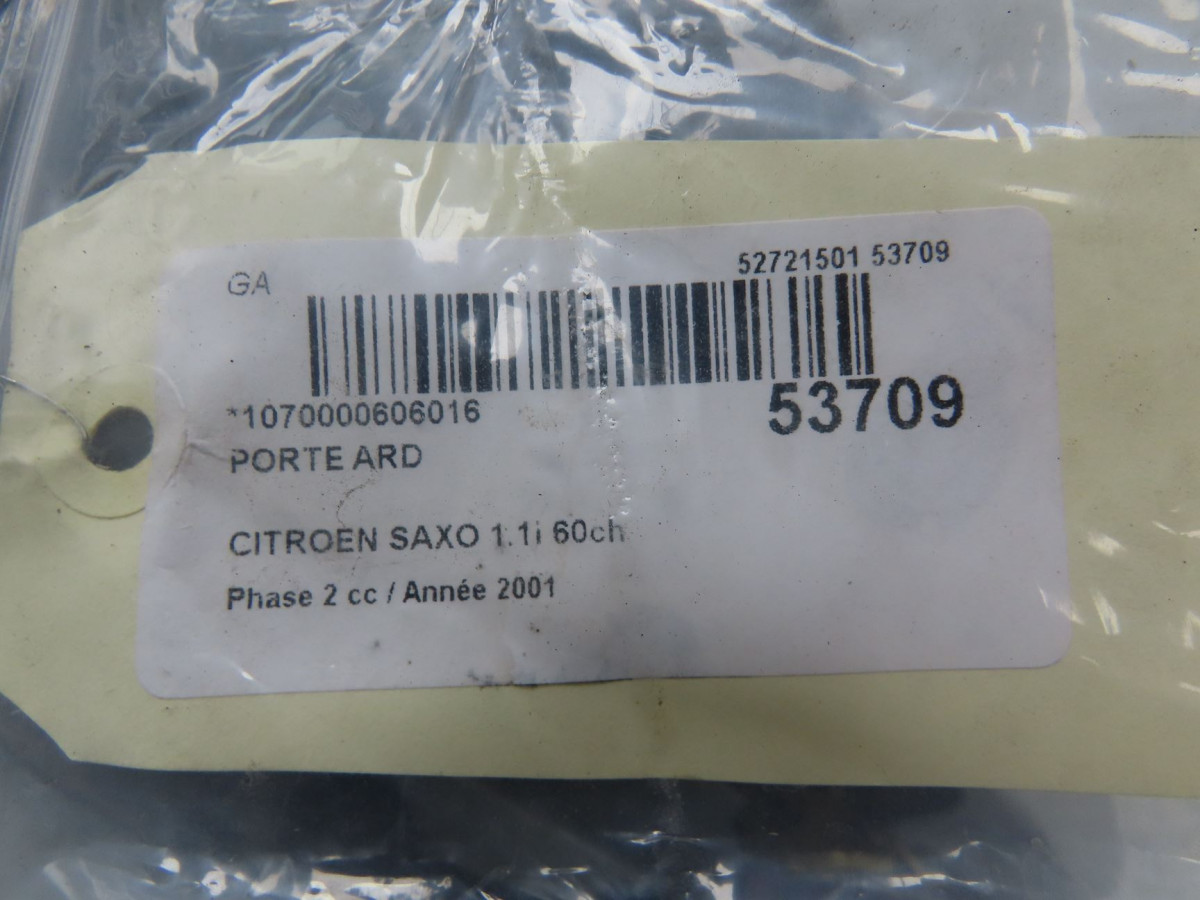 GA
52721501 53709
*1070000606016
53709
PORTE ARD
CITROEN SAXO 1.1i 60ch
Phase 2 cc / Année 2001